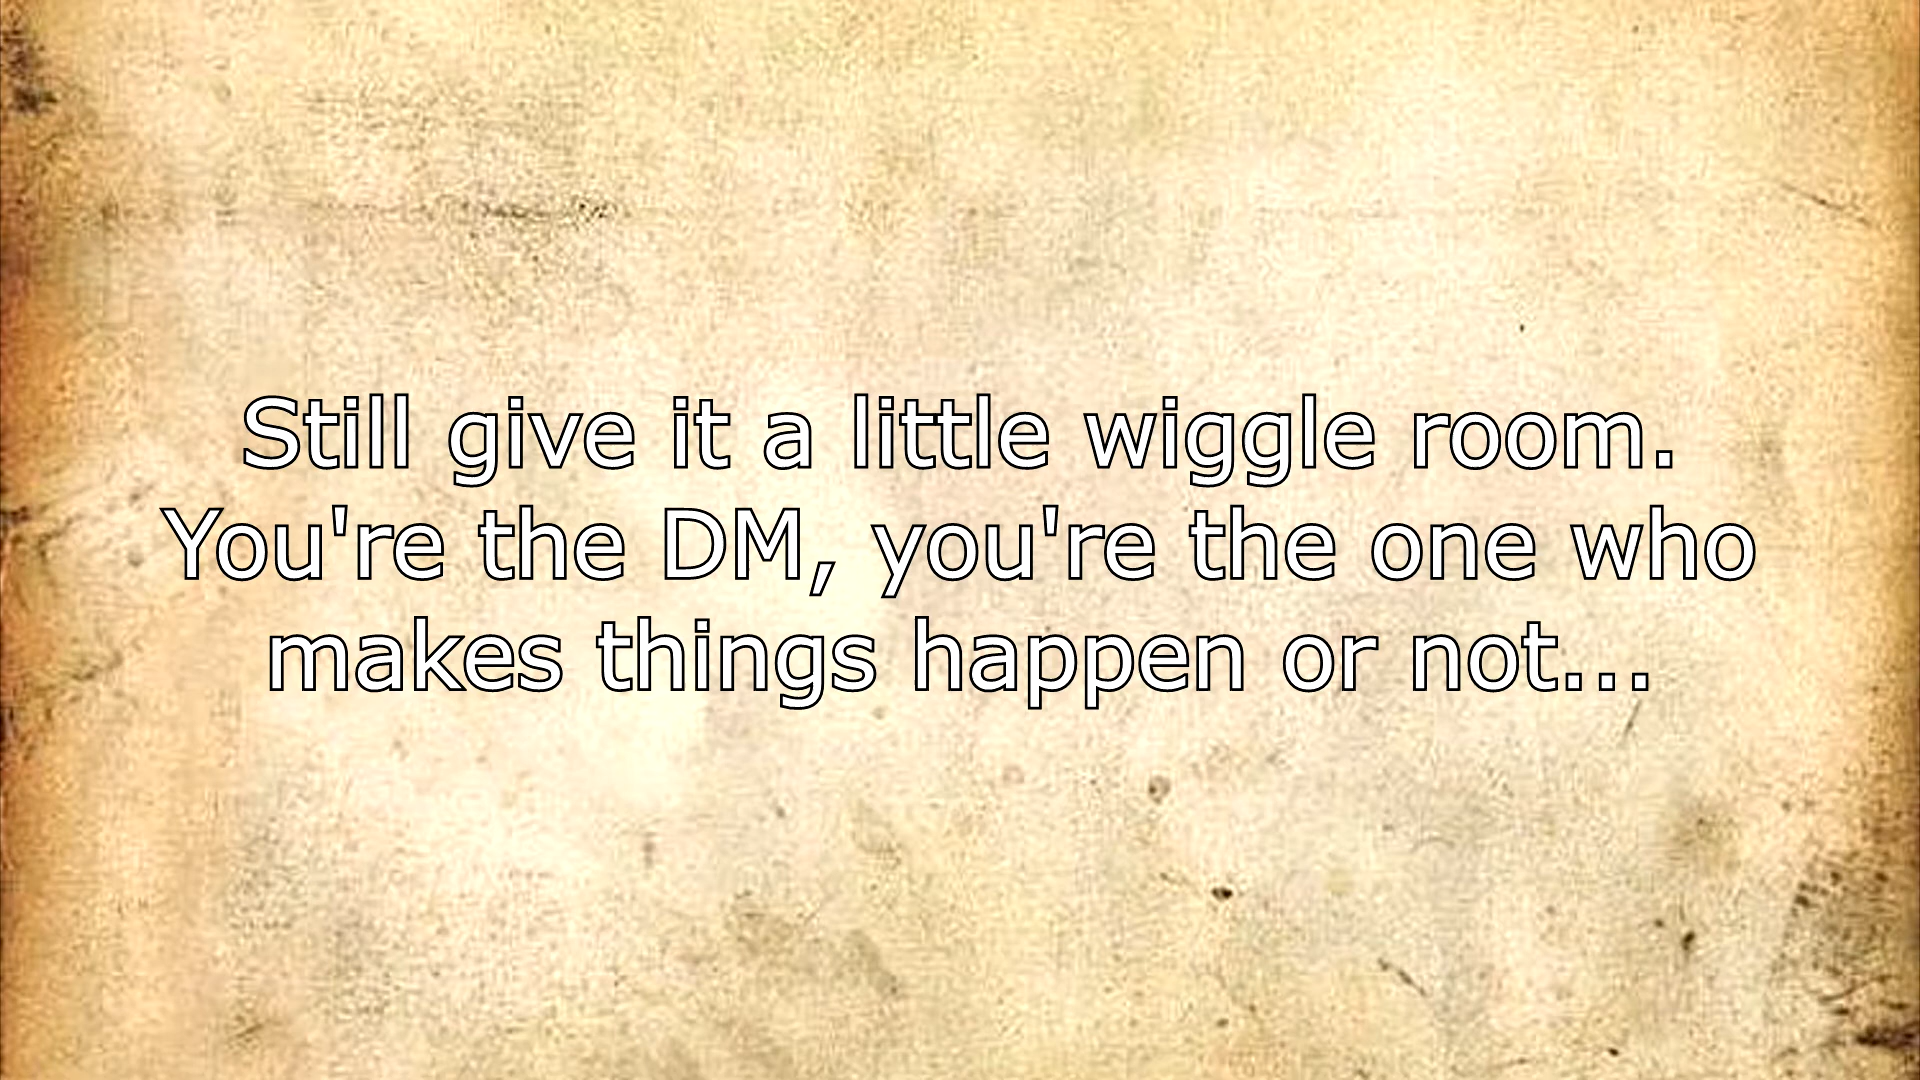 Still give it a little wiggle room.
You're the DM, you're the one who
makes things happen or not...